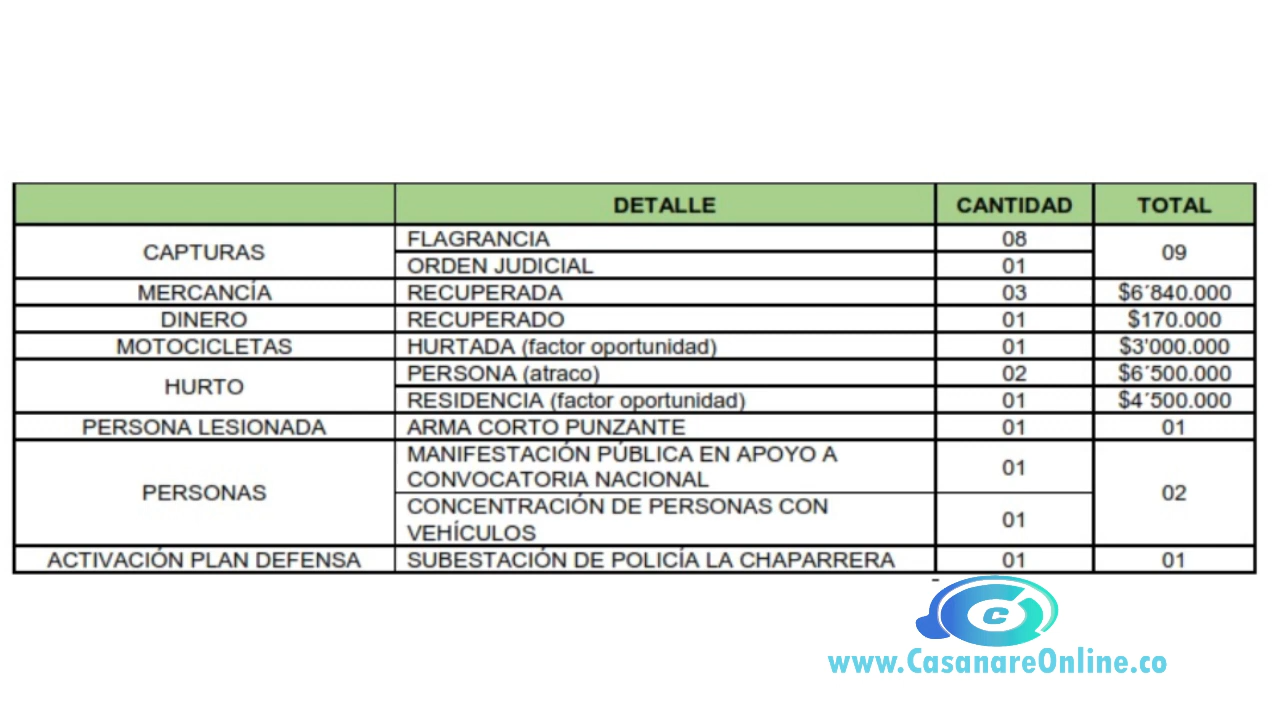 DETALLE CANTIDAD TOTAL
CAPTURAS FLAGRANCIA 08 09
ORDEN JUDICIAL 01
MERCANCÍA RECUPERADA 03 $6´840.000
DINERO RECUPERADO 01 $170.000
MOTOCICLETAS HURTADA (factor oportunidad) 01 $3'000.000
HURTO PERSONA (atraco) 02 $6´500.000
RESIDENCIA (factor oportunidad) 01 $4´500.000
PERSONA LESIONADA ARMA CORTO PUNZANTE 01 01
PERSONAS MANIFESTACIÓN PÚBLICA EN APOYO A
CONVOCATORIA NACIONAL 01 02
CONCENTRACIÓN DE PERSONAS CON
VEHÍCULOS 01
ACTIVACIÓN PLAN DEFENSA SUBESTACIÓN DE POLICÍA LA CHAPARRERA 01 01
c
www.CasanareOnline.co